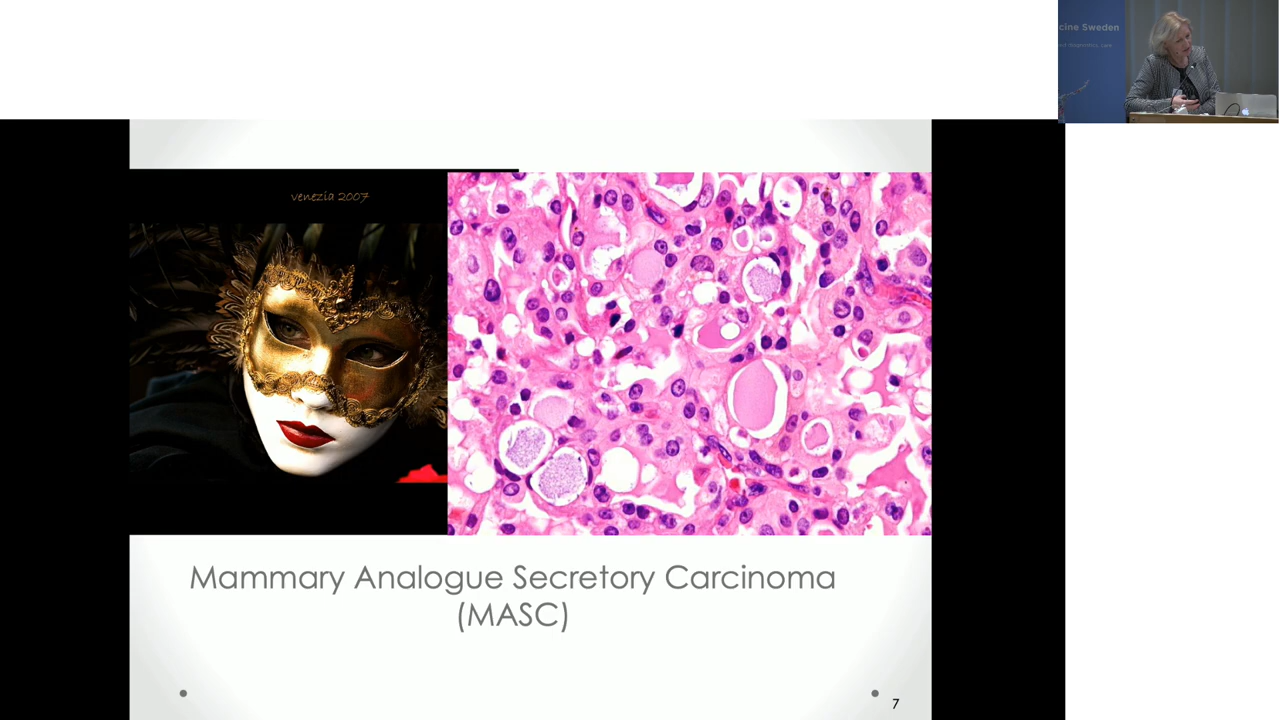 cine Sweden
venezia 2007
Mammary Analogue Secretory Carcinoma
(MASC)
7